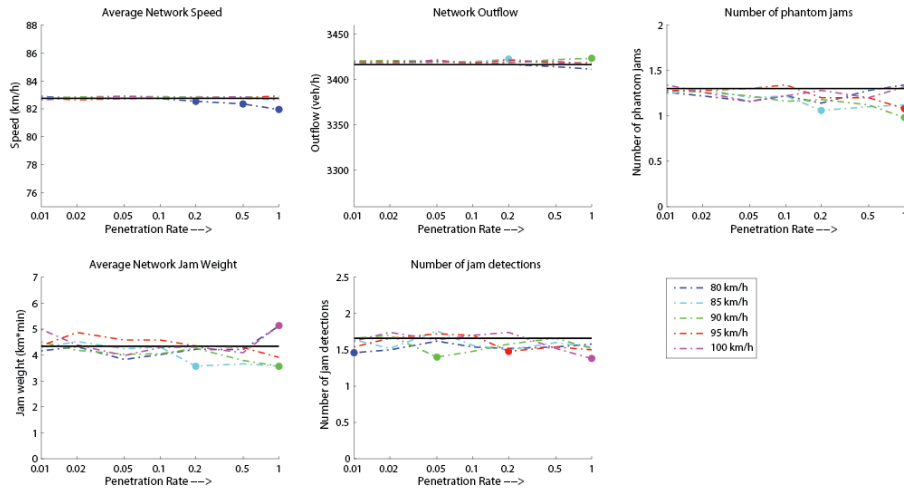 Average Network Speed
Speed (km/h)
88
86
84
82
80
78
76
0.01 0.02 0.05 0.1 0.2 0.5 1
Penetration Rate −−>
Network Outflow
Outflow (veh/h)
3450
3400
3350
3300
0.01 0.02 0.05 0.1 0.2 0.5 1
Penetration Rate −−>
Number of phantom jams
Number of phantom jams
2
1.5
1
0.5
0
0.01 0.02 0.05 0.1 0.2 0.5 1
Penetration Rate −−>
Average Network Jam Weight
Jam weight (km*min)
7
6
5
4
3
2
1
0
0.01 0.02 0.05 0.1 0.2 0.5 1
Penetration Rate −−>
Number of jam detections
Number of jam detections
2.5
2
1.5
1
0.5
0
0.01 0.02 0.05 0.1 0.2 0.5 1
Penetration Rate −−>
80 km/h
85 km/h
90 km/h
95 km/h
100 km/h